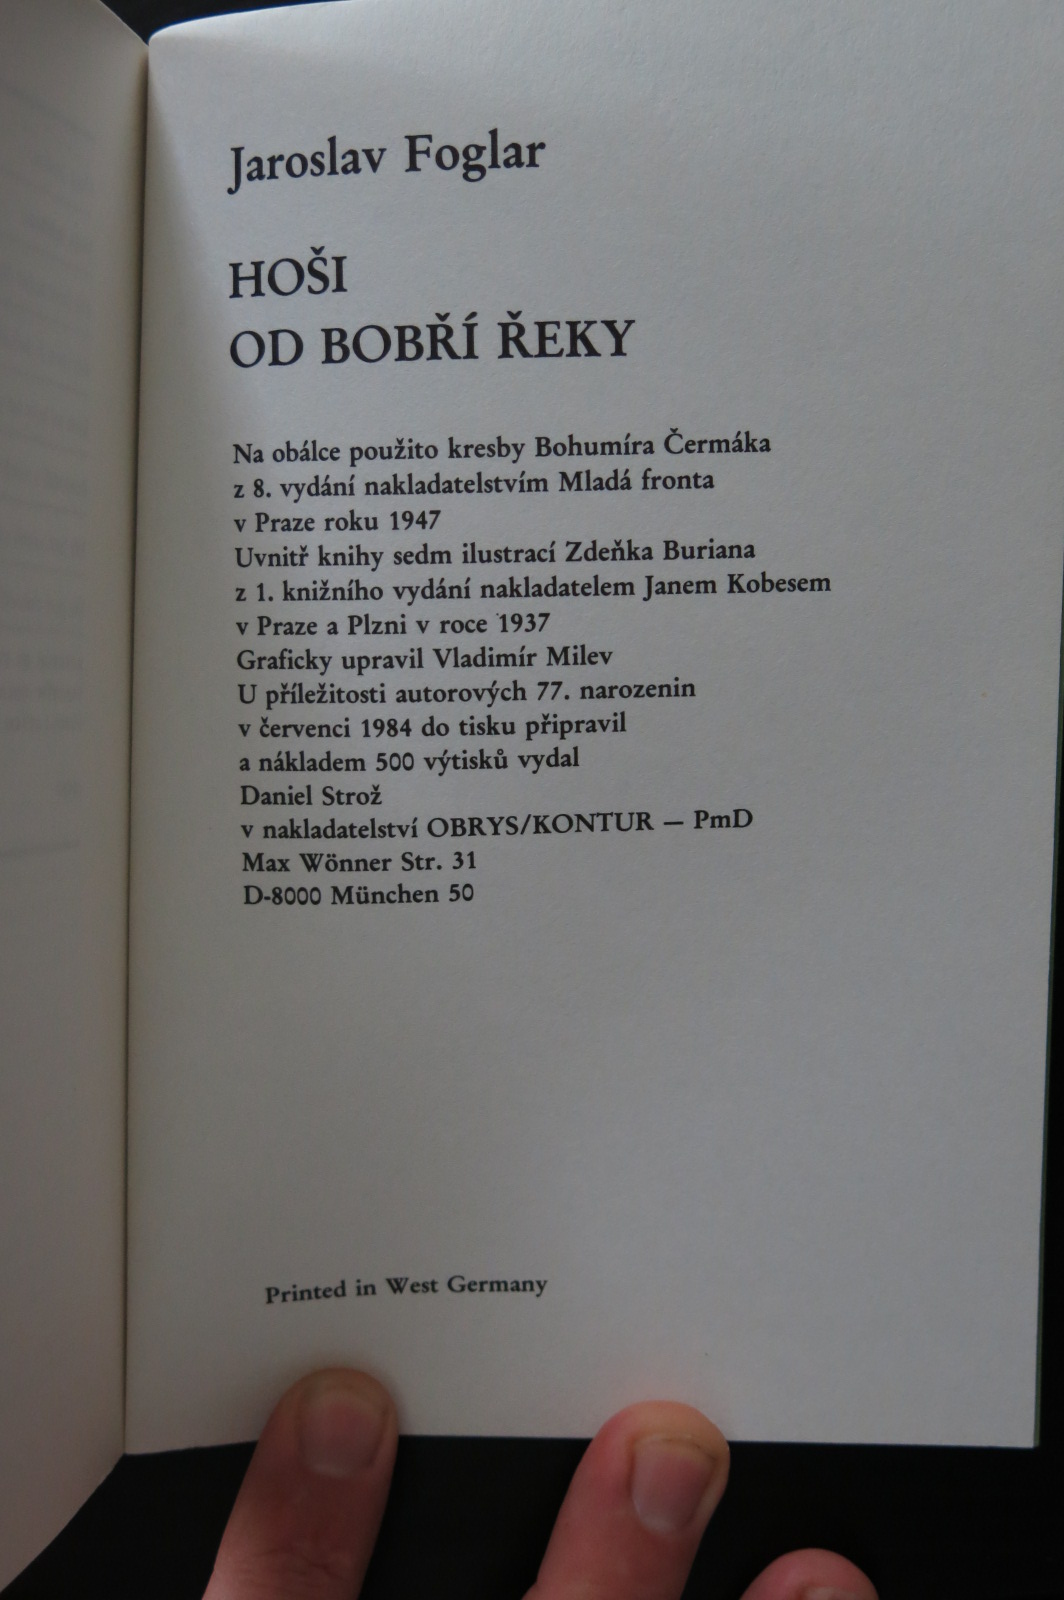 Jaroslav Foglar
HOŠI
OD BOBŘÍ ŘEKY
Na obálce použito kresby Bohumíra Čermáka
z 8. vydání nakladatelstvím Mladá fronta
v Praze roku 1947
Uvnitř knihy sedm ilustrací Zdeňka Buriana
z 1. knižního vydání nakladatelem Janem Kobesem
v Praze a Plzni v roce 1937
Graficky upravil Vladimír Milev
U příležitosti autorových 77. narozenin
v červenci 1984 do tisku připravil
a nákladem 500 výtisků vydal
Daniel Strož
v nakladatelství OBRYS/KONTUR — PmD
Max Wönner Str. 31
D-8000 München 50
Printed in West Germany